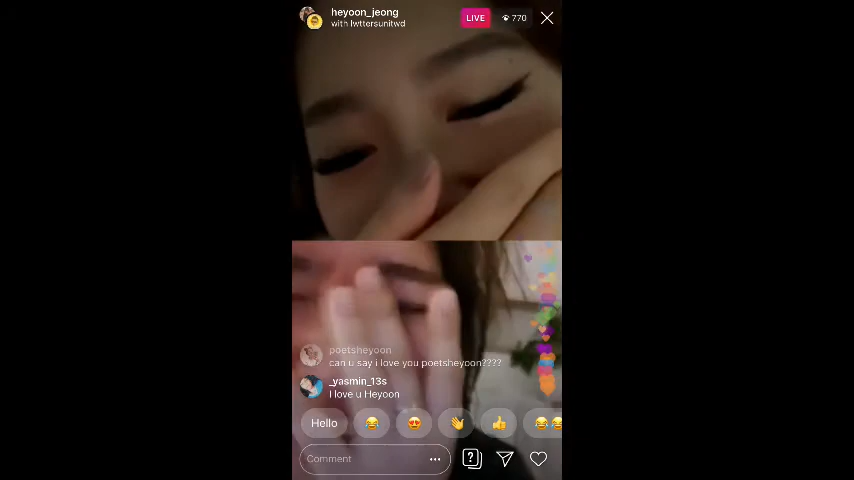 heyoon_jeong
with lwttersunitwd
LIVE
770
poetsheyoon
can u say i love you poetsheyoon????
_yasmin_13s
I love u Heyoon
Hello
Comment